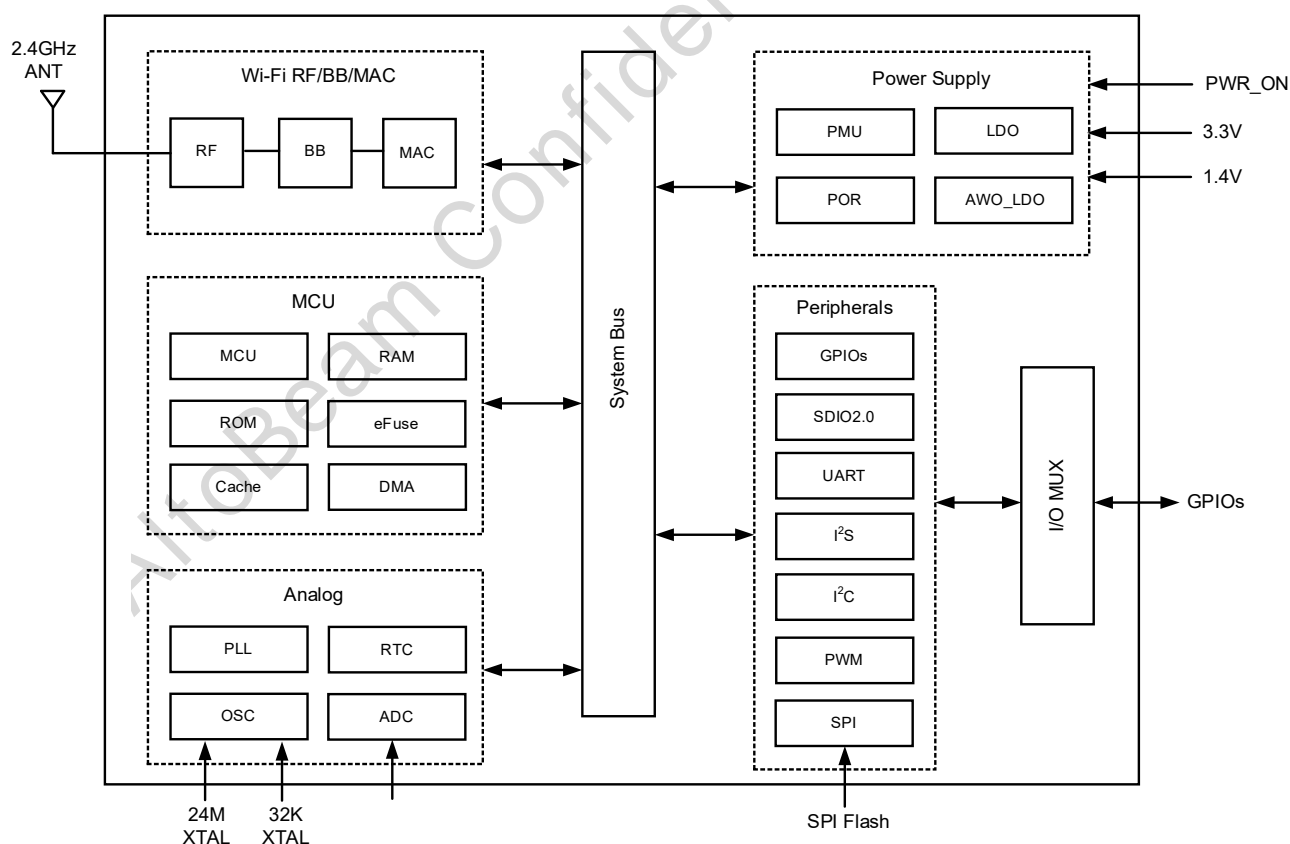 AltoBeam Confiden
2.4GHz
ANT
Wi-Fi RF/BB/MAC
RF
BB
MAC
MCU
MCU
RAM
ROM
eFuse
Cache
DMA
Analog
PLL
RTC
OSC
ADC
24M
XTAL
32K
XTAL
System Bus
Power Supply
PMU
LDO
POR
AWO_LDO
PWR_ON
3.3V
1.4V
Peripherals
GPIOs
SDIO2.0
UART
I²S
I²C
PWM
SPI
SPI Flash
I/O MUX
GPIOs